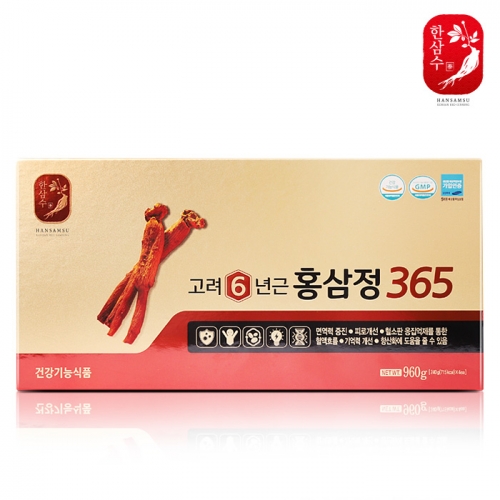 한삼수
HANSAMSU
한삼수
HANSAMSU
GMP
고려 6년근 홍삼정 365
면역력 증진 • 피로개선 • 혈소판 응집억제를 통한
혈액흐름 • 기억력 개선 • 항산화에 도움을 줄 수 있음
건강기능식품
NET WT 960g